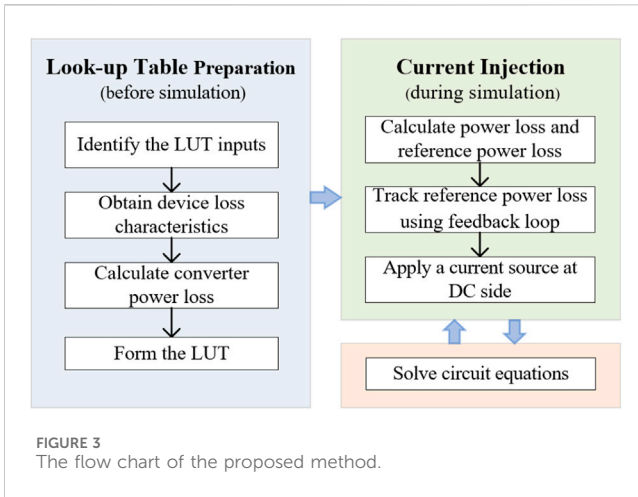 Look-up Table Preparation
(before simulation)
Identify the LUT inputs
Obtain device loss
characteristics
Calculate converter
power loss
Form the LUT
Current Injection
(during simulation)
Calculate power loss and
reference power loss
Track reference power loss
using feedback loop
Apply a current source at
DC side
Solve circuit equations
FIGURE 3
The flow chart of the proposed method.